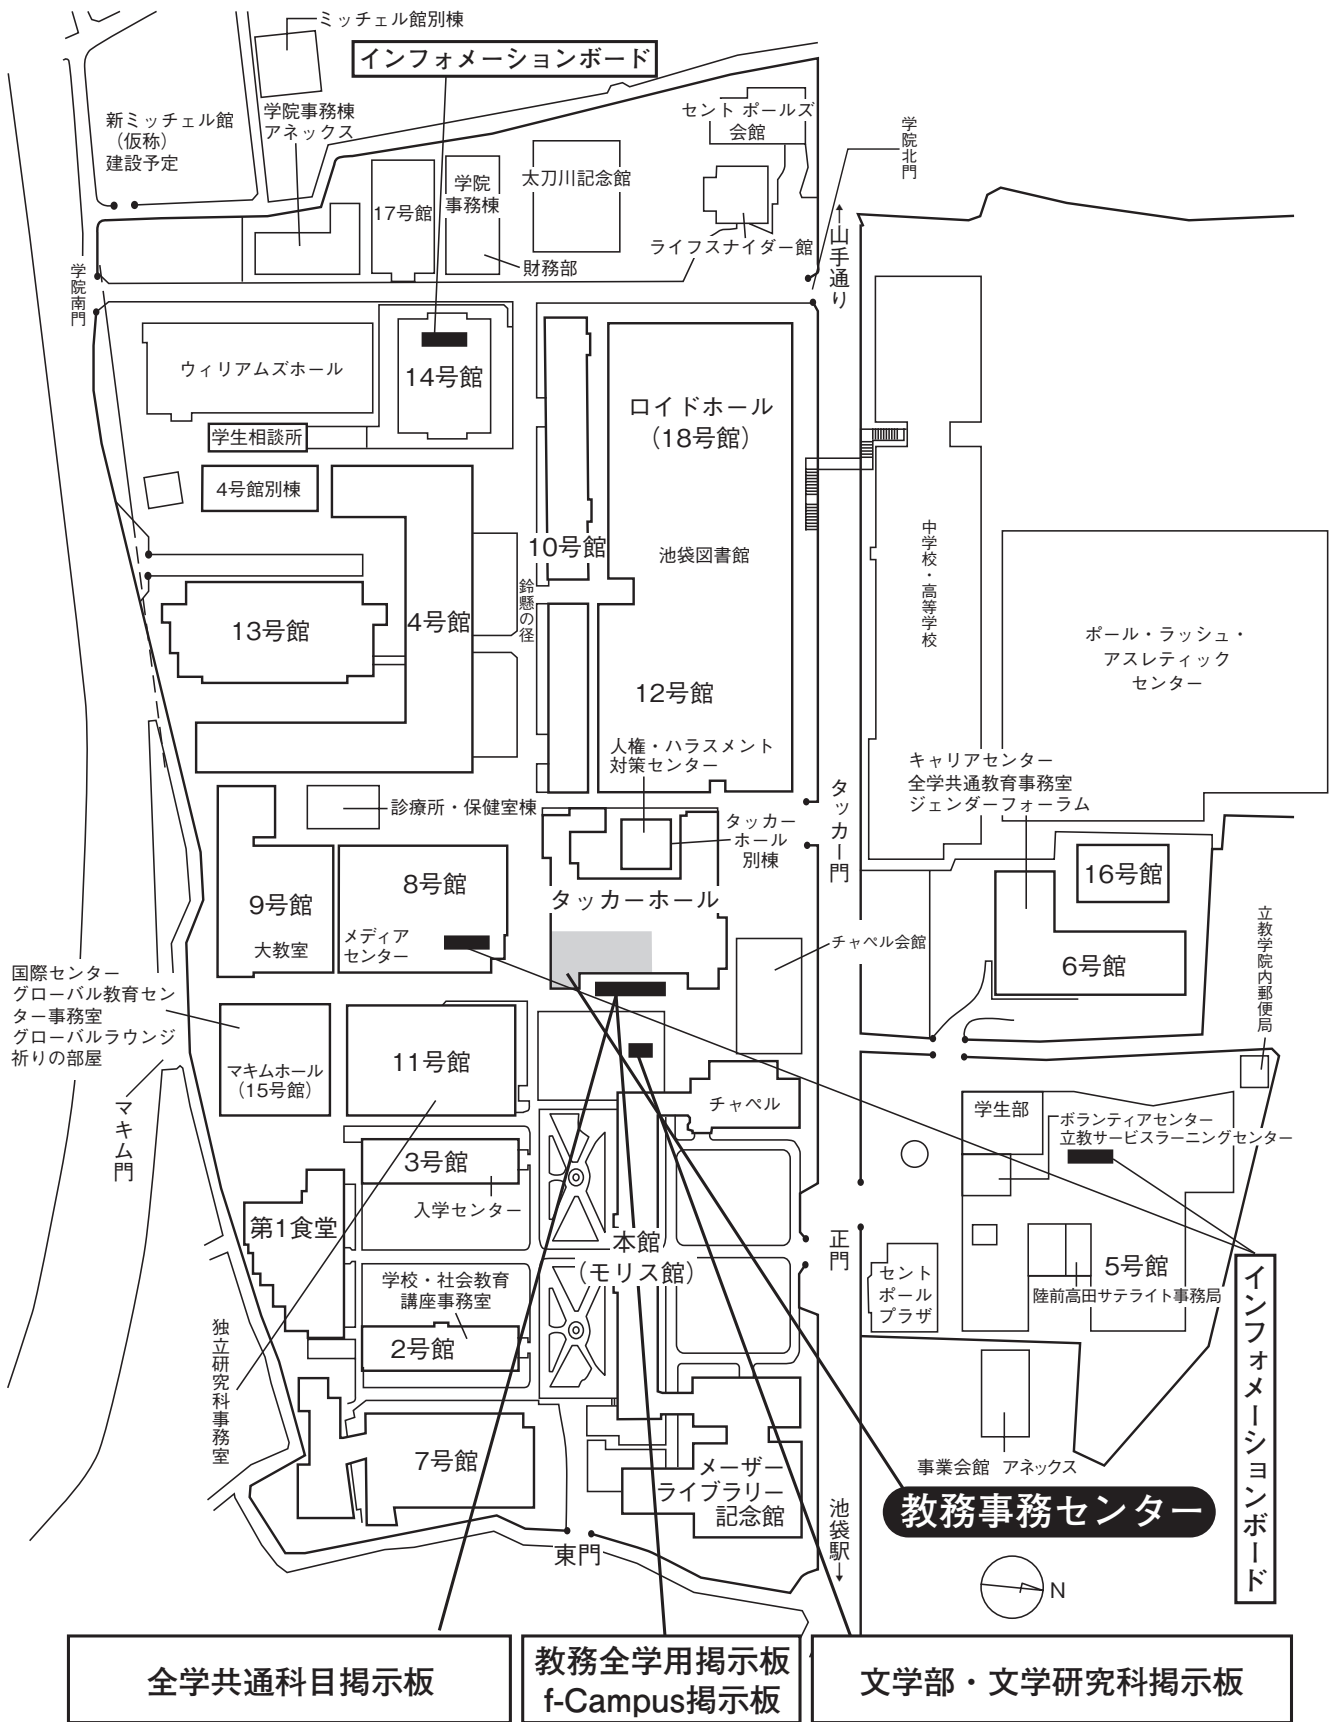 ミッチェル館別棟
インフォメーションボード
新ミッチェル館
(仮称)
建設予定
学院事務棟
アネックス
セント ポールズ
会館
学院北門
17号館
学院
事務棟
太刀川記念館
ライフスナイダー館
財務部
←山手通り
学院南門
ウィリアムズホール
14号館
ロイドホール
(18号館)
学生相談所
4号館別棟
10号館
池袋図書館
中学校・高等学校
鈴懸の径
13号館
4号館
ポール・ラッシュ・
アスレティック
センター
12号館
人権・ハラスメント
対策センター
キャリアセンター
全学共通教育事務室
ジェンダーフォーラム
診療所・保健室棟
タッカー
ホール
別棟
タッカー門
8号館
16号館
9号館
タッカーホール
大教室
メディア
センター
チャペル会館
6号館
立教学院内郵便局
国際センター
グローバル教育セン
ター事務室
グローバルラウンジ
祈りの部屋
マキムホール
(15号館)
11号館
チャペル
学生部
ボランティアセンター
立教サービスラーニングセンター
マキム門
3号館
入学センター
第1食堂
本館
(モリス館)
正門
セント
ポール
プラザ
5号館
陸前高田サテライト事務局
学校・社会教育
講座事務室
2号館
独立研究科事務室
インフォメーションボード
7号館
メーザー
ライブラリー
記念館
事業会館 アネックス
教務事務センター
池袋駅→
東門
N
全学共通科目掲示板
教務全学用掲示板
f-Campus掲示板
文学部・文学研究科掲示板